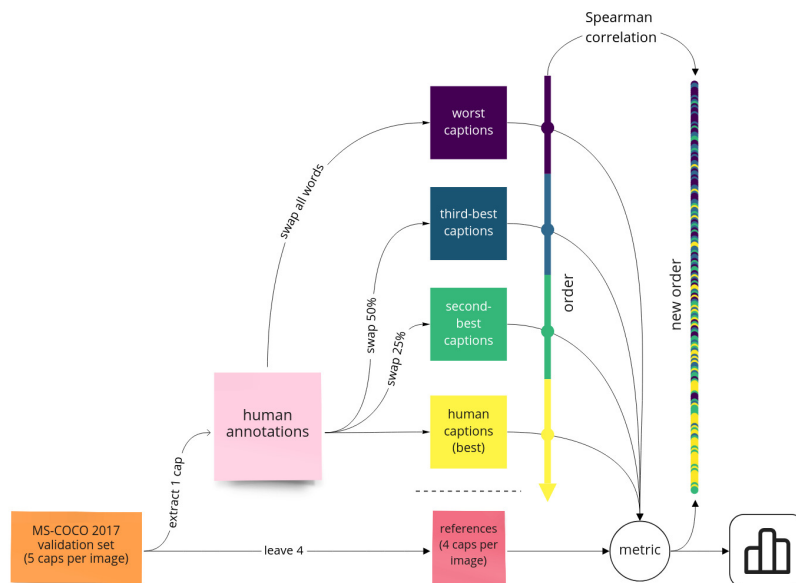 Spearman
correlation
worst
captions
swap all words
third-best
captions
swap 50%
order
new order
second-
best
captions
swap 25%
human
annotations
human
captions
(best)
extract 1 cap
MS-COCO 2017
validation set
(5 caps per image)
leave 4
references
(4 caps per
image)
metric